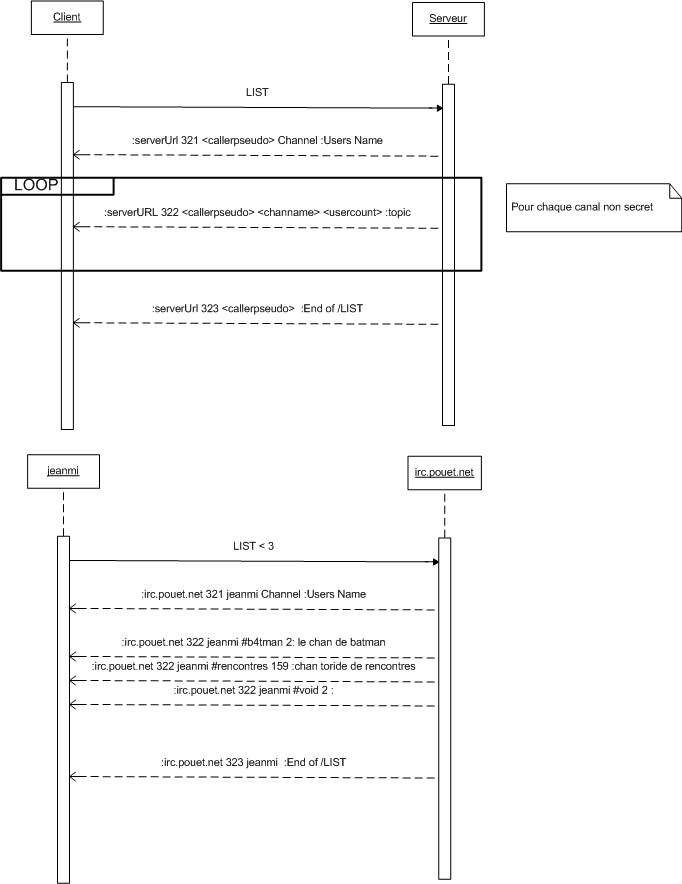 Client
Serveur
LIST
:serverUrl 321 <callerpseudo> Channel :Users Name
LOOP
:serverURL 322 <callerpseudo> <channame> <usercount> :topic
Pour chaque canal non secret
:serverUrl 323 <callerpseudo>  :End of /LIST
jeanmi
irc.pouet.net
LIST < 3
:irc.pouet.net 321 jeanmi Channel :Users Name
:irc.pouet.net 322 jeanmi #b4tman 2: le chan de batman
:irc.pouet.net 322 jeanmi #rencontres 159 :chan toride de rencontres
:irc.pouet.net 322 jeanmi #void 2 :
:irc.pouet.net 323 jeanmi  :End of /LIST